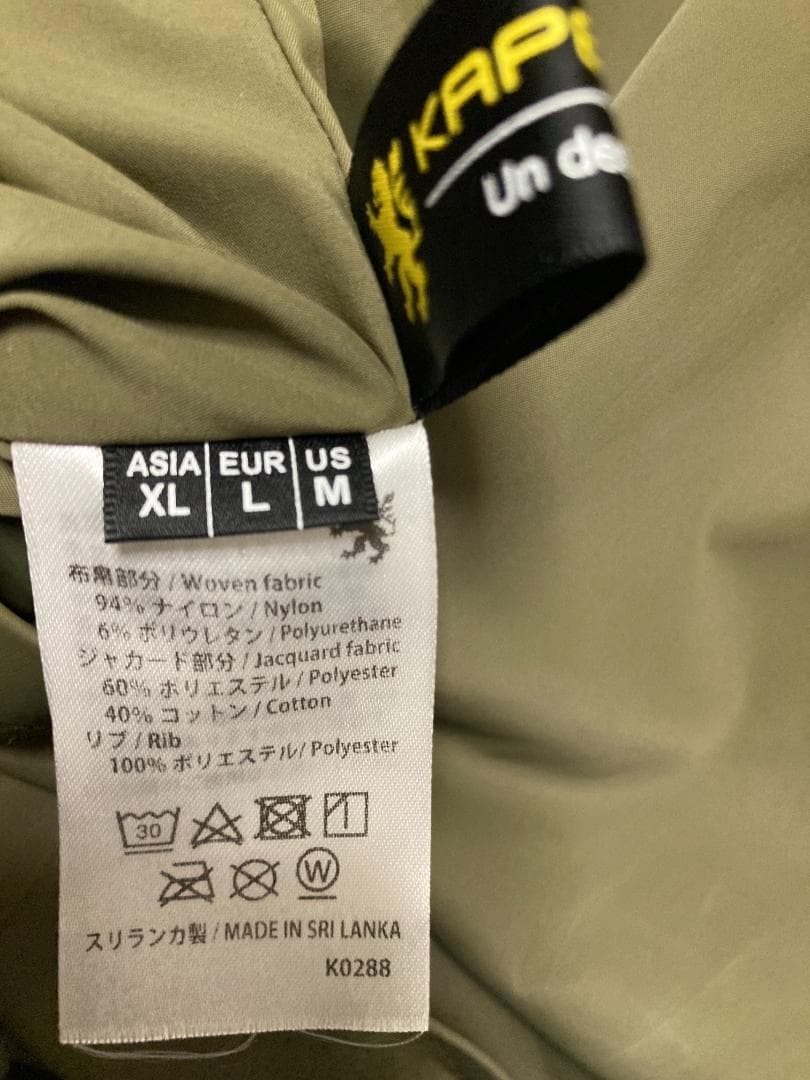 KAP
Un de
ASIA EUR US
XL L M
布帛部分 / Woven fabric
94% ナイロン / Nylon
6% ポリウレタン / Polyurethane
ジャカード部分 / Jacquard fabric
60% ポリエステル / Polyester
40% コットン / Cotton
リブ / Rib
100% ポリエステル / Polyester
30
W
スリランカ製 / MADE IN SRI LANKA
K0288